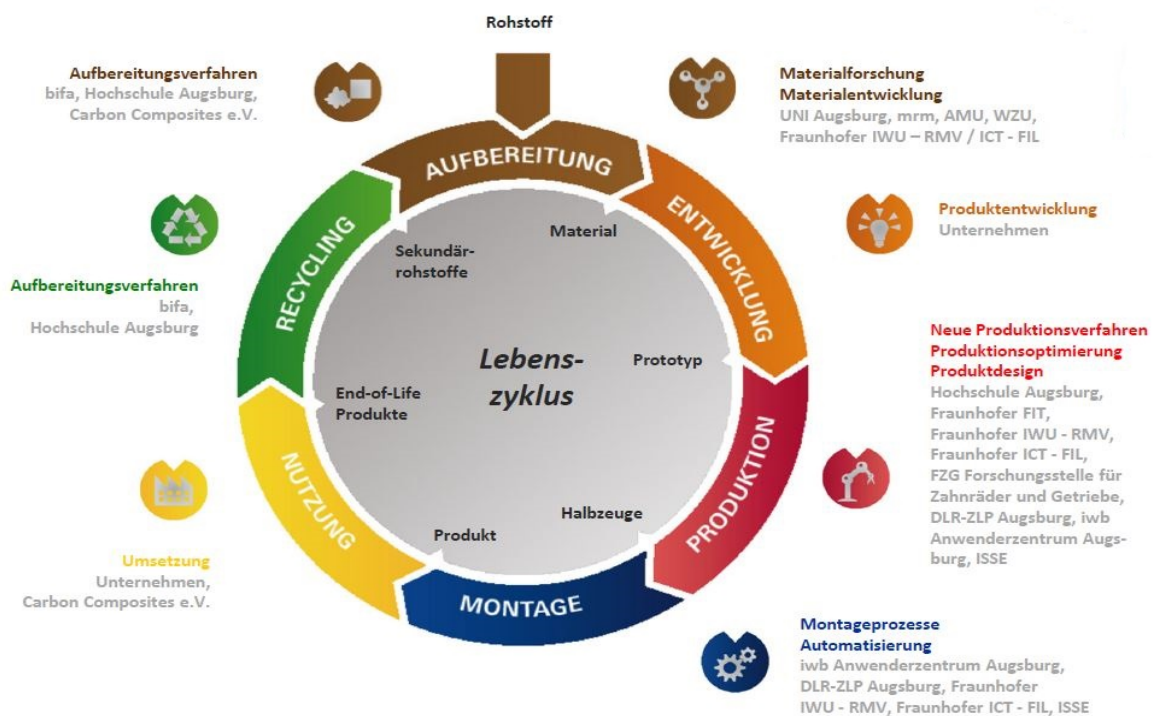 Rohstoff
Aufbereitungsverfahren
bifa, Hochschule Augsburg,
Carbon Composites e.V.
Materialforschung
Materialentwicklung
UNI Augsburg, mrm, AMU, WZU,
Fraunhofer IWU – RMV / ICT - FIL
AUFBEREITUNG
ENTWICKLUNG
PRODUKTION
MONTAGE
NUTZUNG
RECYCLING
Sekundär-
rohstoffe
Material
Prototyp
Halbzeuge
Produkt
End-of-Life
Produkte
Lebens-
zyklus
Produktentwicklung
Unternehmen
Aufbereitungsverfahren
bifa,
Hochschule Augsburg
Neue Produktionsverfahren
Produktionsoptimierung
Produktdesign
Hochschule Augsburg,
Fraunhofer FIT,
Fraunhofer IWU - RMV,
Fraunhofer ICT - FIL,
FZG Forschungsstelle für
Zahnräder und Getriebe,
DLR-ZLP Augsburg, iwb
Anwenderzentrum Augs-
burg, ISSE
Umsetzung
Unternehmen,
Carbon Composites e.V.
Montageprozesse
Automatisierung
iwb Anwenderzentrum Augsburg,
DLR-ZLP Augsburg, Fraunhofer
IWU - RMV, Fraunhofer ICT - FIL, ISSE